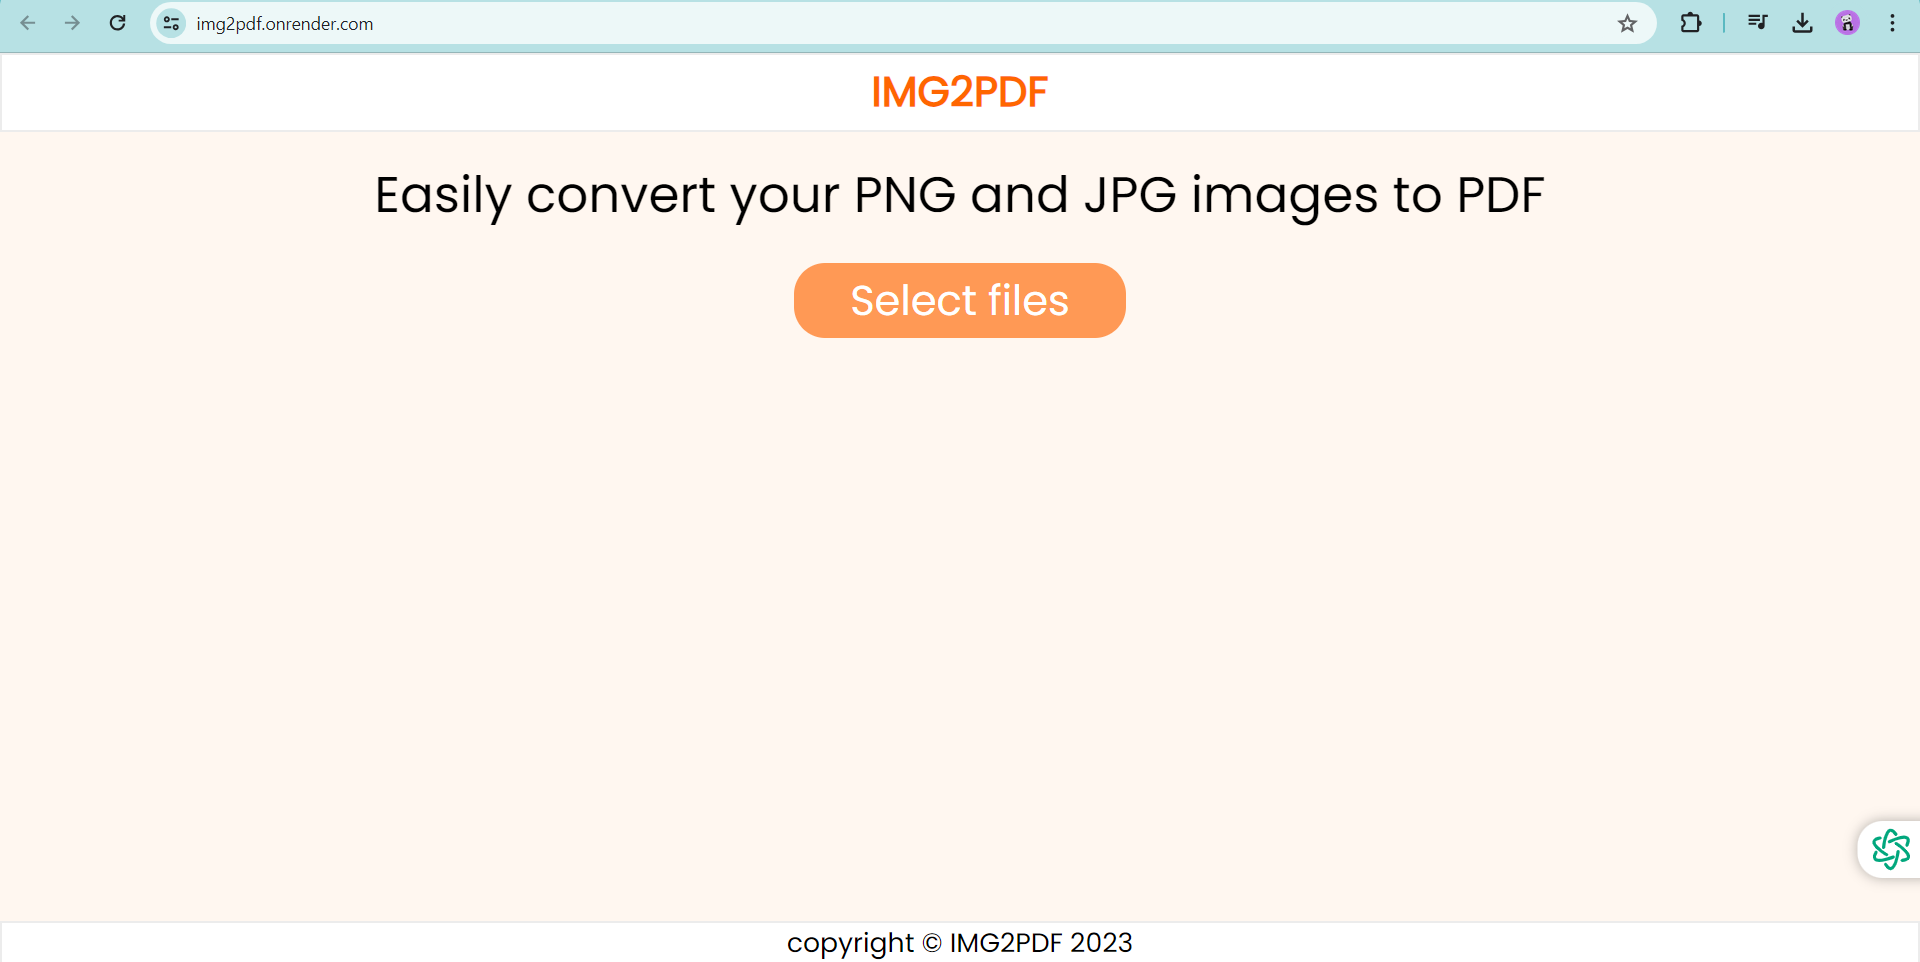 img2pdf.onrender.com
IMG2PDF
Easily convert your PNG and JPG images to PDF
Select files
copyright © IMG2PDF 2023